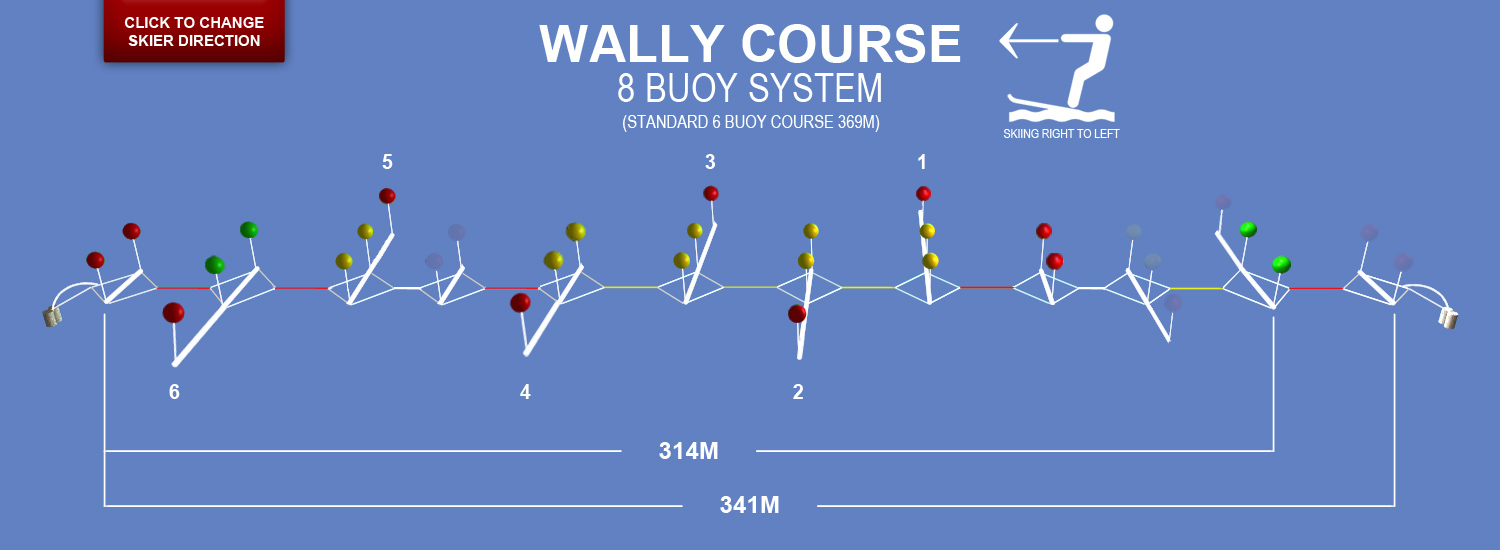 CLICK TO CHANGE
SKIER DIRECTION
WALLY COURSE
8 BUOY SYSTEM
(STANDARD 6 BUOY COURSE 369M)
SKIING RIGHT TO LEFT
5
3
1
6
4
2
314M
341M